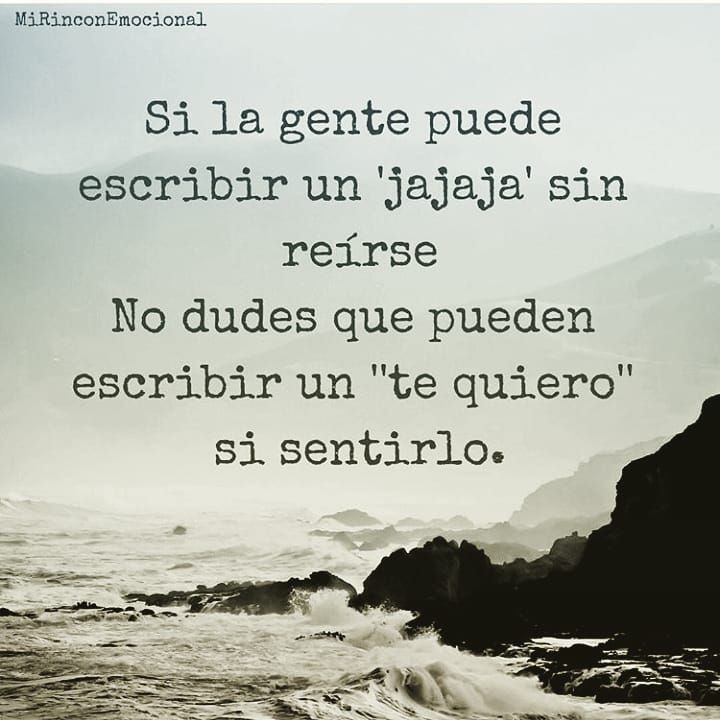 MiRinconEmocional
Si la gente puede
escribir un 'jajaja' sin
reírse
No dudes que pueden
escribir un "te quiero"
si sentirlo.